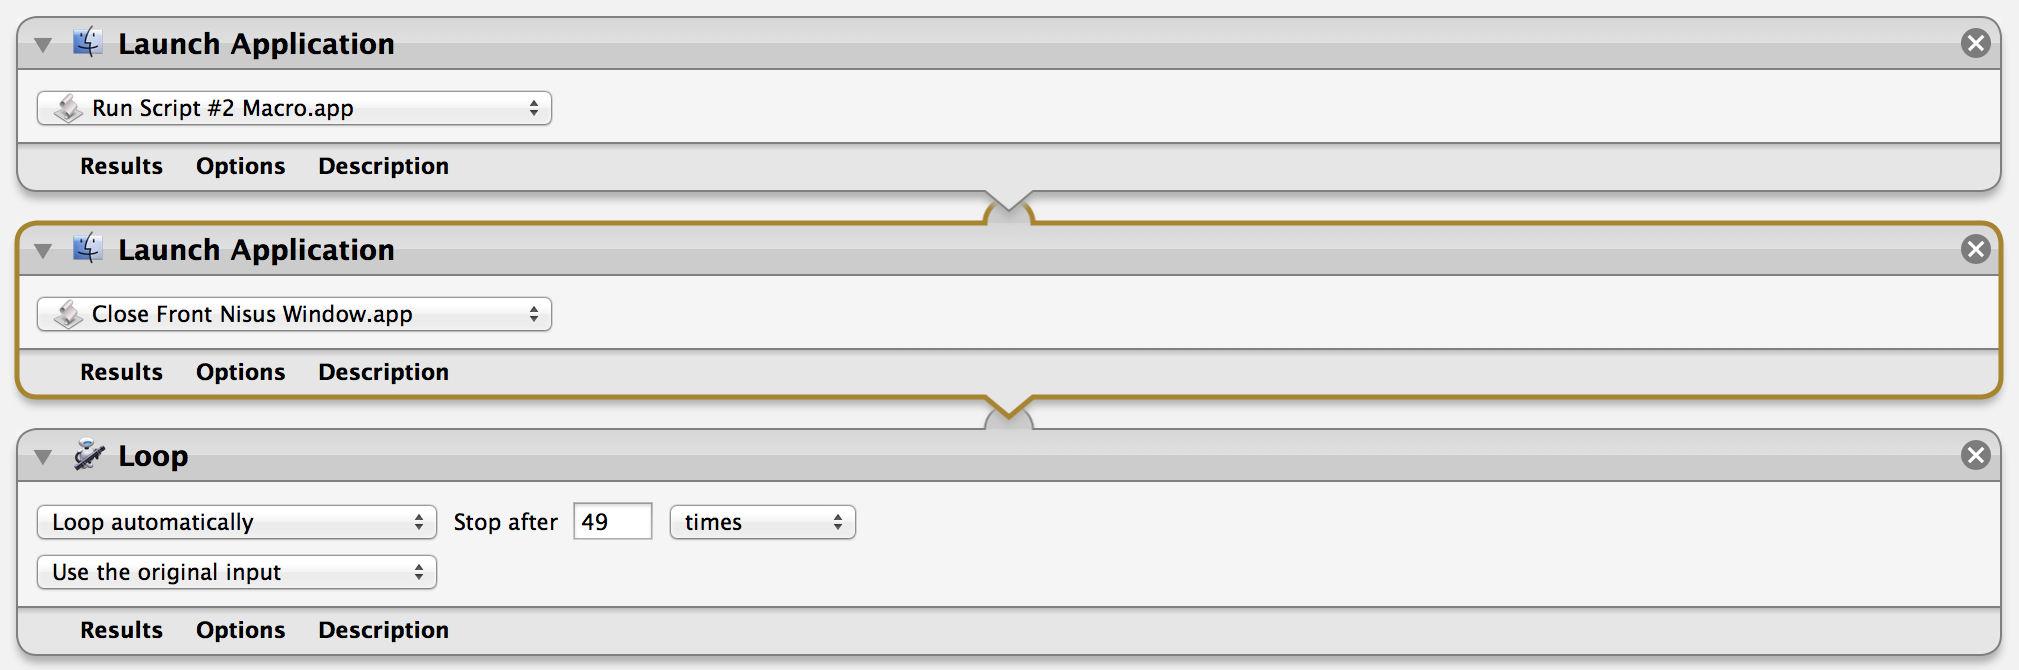 Launch Application
Run Script #2 Macro.app
Results Options Description
Launch Application
Close Front Nisus Window.app
Results Options Description
Loop
Loop automatically Stop after 49 times
Use the original input
Results Options Description